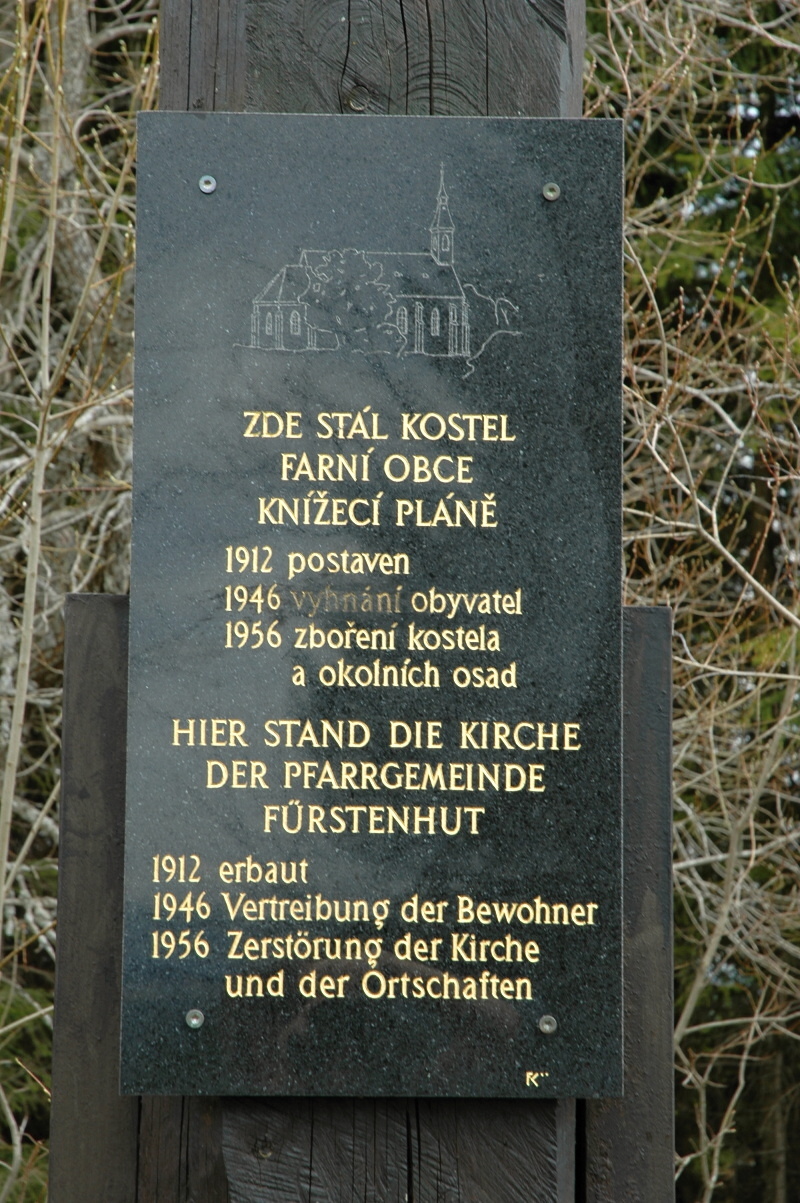 ZDE STÁL KOSTEL
FARNÍ OBCE
KNÍŽECÍ PLÁNĚ
1912 postaven
1946 vyhnání obyvatel
1956 zboření kostela
a okolních osad
HIER STAND DIE KIRCHE
DER PFARRGEMEINDE
FÜRSTENHUT
1912 erbaut
1946 Vertreibung der Bewohner
1956 Zerstörung der Kirche
und der Ortschaften